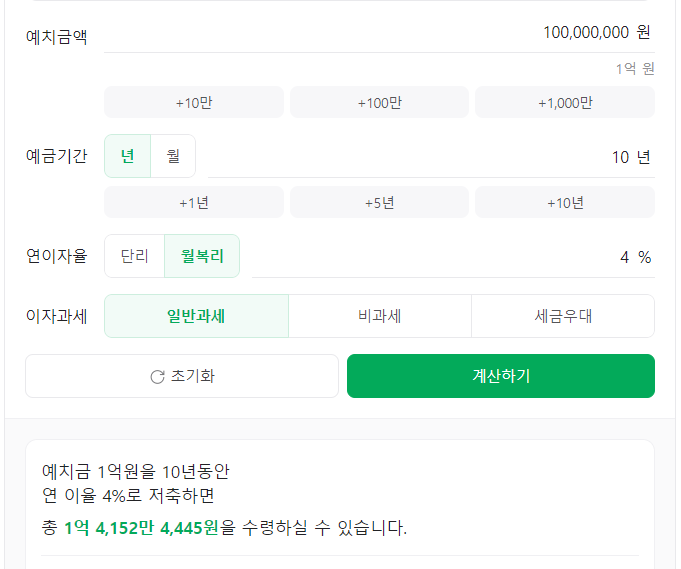 예치금액 100,000,000 원
1억 원
+10만 +100만 +1,000만
예금기간 년 월 10 년
+1년 +5년 +10년
연이자율 단리 월복리 4 %
이자과세 일반과세 비과세 세금우대
초기화 계산하기
예치금 1억원을 10년동안
연 이율 4%로 저축하면
총 1억 4,152만 4,445원을 수령하실 수 있습니다.